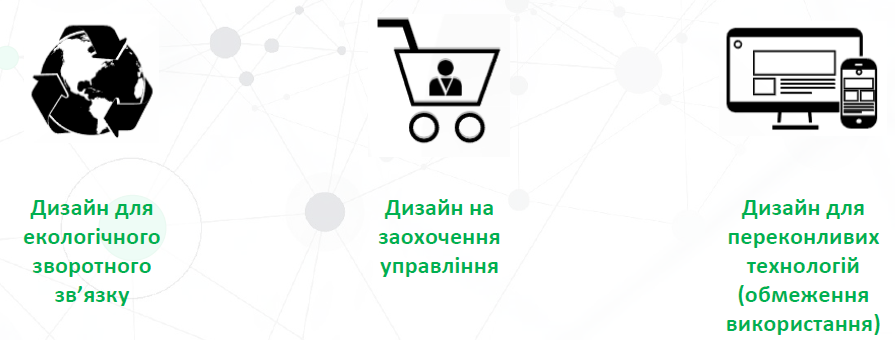 Дизайн для
екологічного
зворотного
зв’язку
Дизайн на
заохочення
управління
Дизайн для
переконливих
технологій
(обмеження
використання)